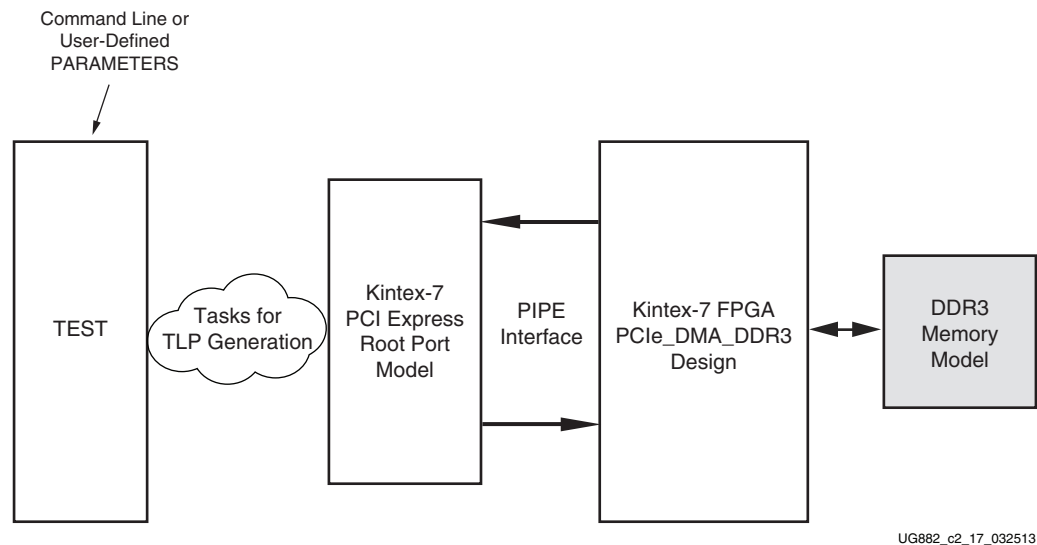 Command Line or
User-Defined
PARAMETERS
TEST
Tasks for
TLP Generation
Kintex-7
PCI Express
Root Port
Model
PIPE
Interface
Kintex-7 FPGA
PCIe_DMA_DDR3
Design
DDR3
Memory
Model
UG882_c2_17_032513